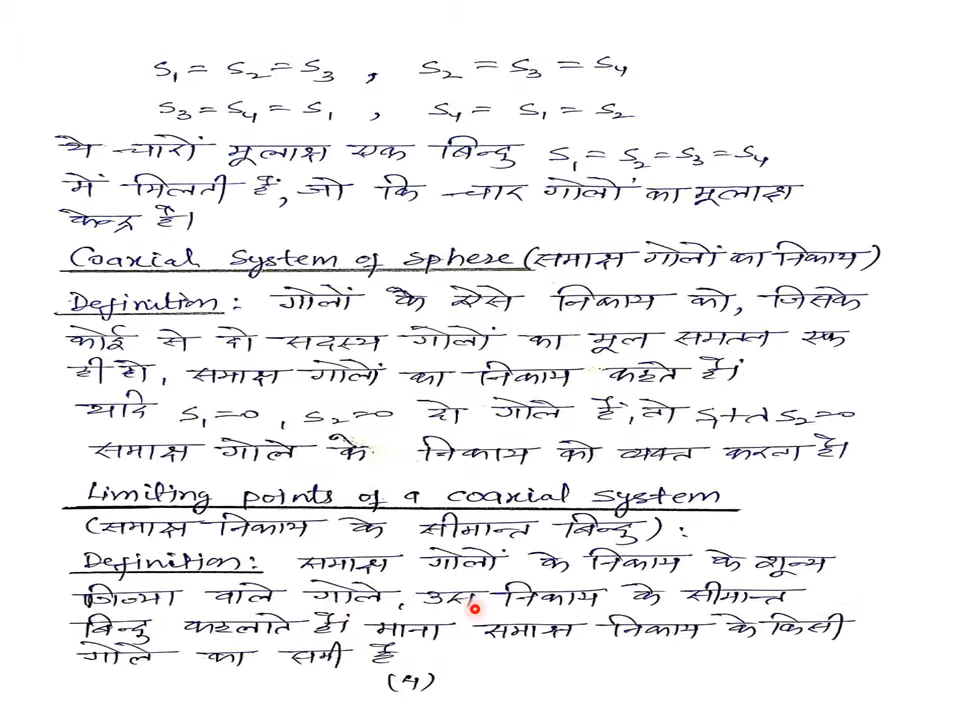 S₁ = S₂ = S₃ , S₂ = S₃ = S₄
S₃ = S₄ = S₁ , S₄ = S₁ = S₂
ये चारों मूलाक्ष एक बिन्दु S₁ = S₂ = S₃ = S₄
में मिलती हैं, जो कि चार गोलों का मूलाक्ष
केन्द्र है।
Coaxial System of Sphere (समाक्ष गोलों का निकाय)
Definition: गोलों के ऐसे निकाय को, जिसके
कोई से दो सदस्य गोलों का मूल समतल एक
ही हो, समाक्ष गोलों का निकाय कहते हैं।
यदि S₁=0, S₂=0 दो गोले हैं, तो S₁+λS₂=0
समाक्ष गोले के निकाय को व्यक्त करता है।
Limiting points of a coaxial system
(समाक्ष निकाय के सीमान्त बिन्दु):
Definition: समाक्ष गोलों के निकाय के शून्य
त्रिज्या वाले गोले, उस निकाय के सीमान्त
बिन्दु कहलाते हैं। माना समाक्ष निकाय के किसी
गोले का समी है
(4)